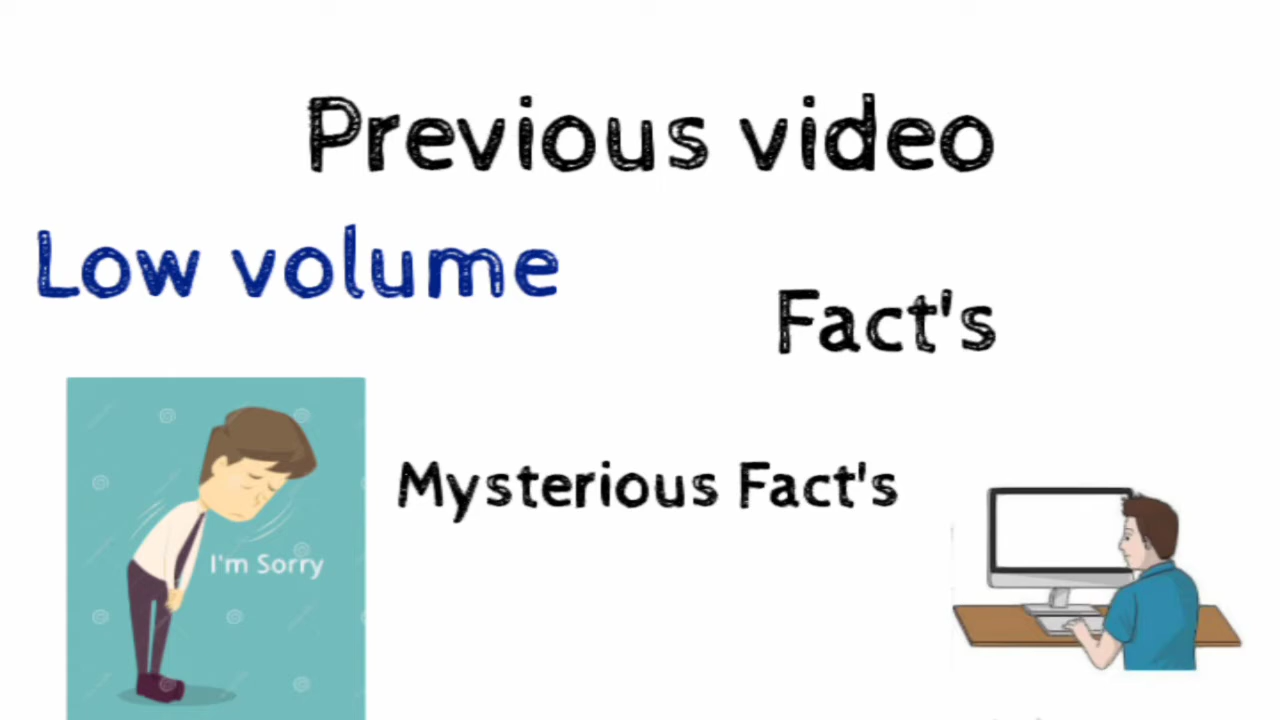 Previous video
Low volume
Fact's
Mysterious Fact's
I'm Sorry